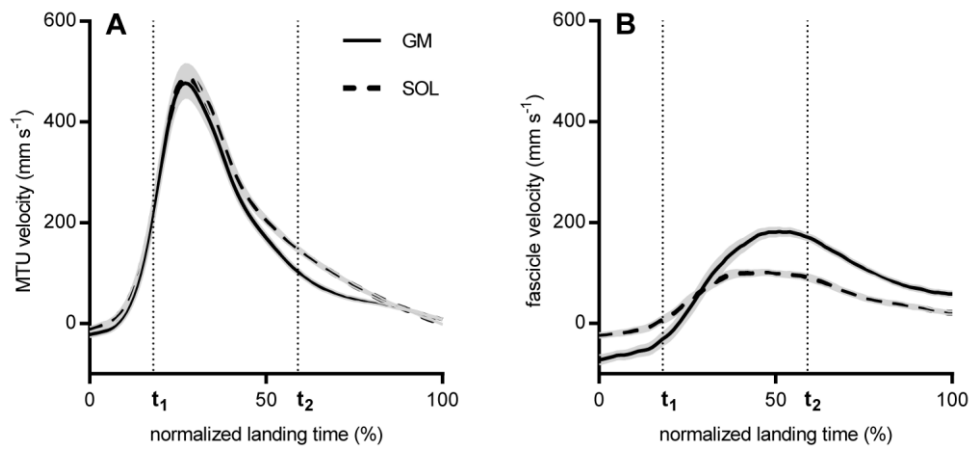 A
B
GM
SOL
600
400
200
0
MTU velocity (mm s⁻¹)
0
t₁
50
t₂
100
normalized landing time (%)
600
400
200
0
fascicle velocity (mm s⁻¹)
0
t₁
50
t₂
100
normalized landing time (%)